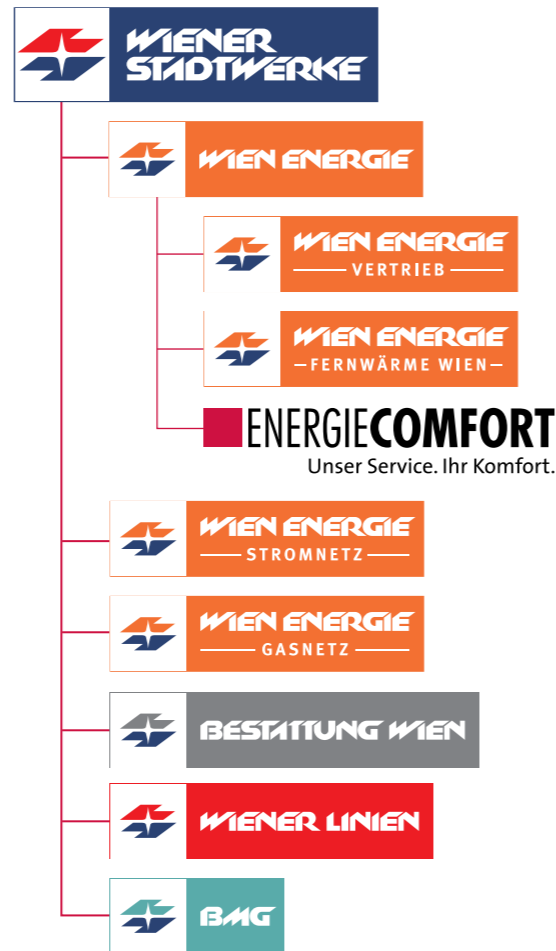 WIENER
STADTWERKE
WIEN ENERGIE
WIEN ENERGIE
VERTRIEB
WIEN ENERGIE
FERNWÄRME WIEN
ENERGIECOMFORT
Unser Service. Ihr Komfort.
WIEN ENERGIE
STROMNETZ
WIEN ENERGIE
GASNETZ
BESTATTUNG WIEN
WIENER LINIEN
BMG